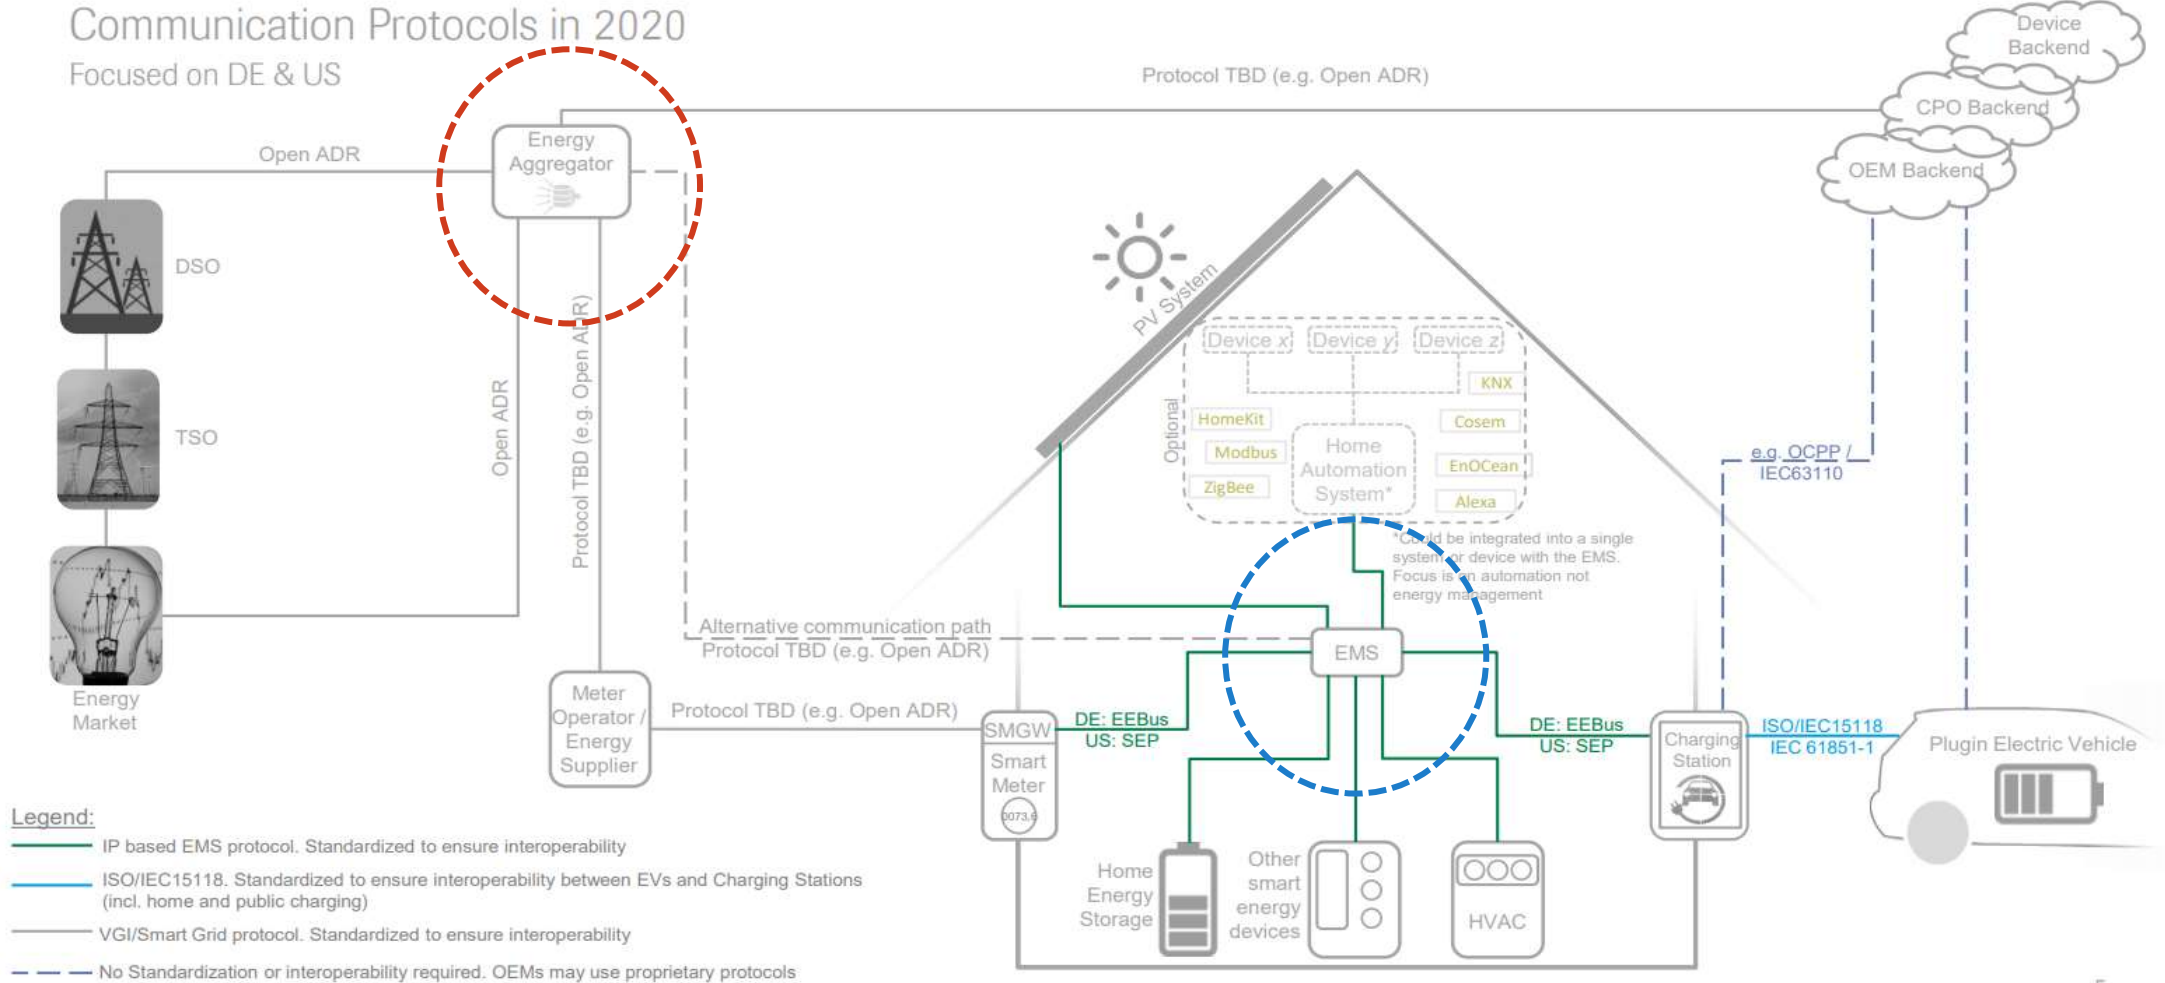 Communication Protocols in 2020
Focused on DE & US
Device
Backend
CPO Backend
OEM Backend
Protocol TBD (e.g. Open ADR)
Energy
Aggregator
Open ADR
DSO
TSO
Energy
Market
Open ADR
Protocol TBD (e.g. Open ADR)
PV System
Device x
Device y
Device z
Optional
KNX
HomeKit
Cosem
Modbus
Home
Automation
System*
EnOCean
ZigBee
Alexa
*Could be integrated into a single
system or device with the EMS.
Focus is on automation not
energy management
e.g. OCPP /
IEC63110
Alternative communication path
Protocol TBD (e.g. Open ADR)
EMS
Meter
Operator /
Energy
Supplier
Protocol TBD (e.g. Open ADR)
SMGW
Smart
Meter
0073,6
DE: EEBus
US: SEP
DE: EEBus
US: SEP
Charging
Station
ISO/IEC15118
IEC 61851-1
Plugin Electric Vehicle
Home
Energy
Storage
Other
smart
energy
devices
HVAC
Legend:
IP based EMS protocol. Standardized to ensure interoperability
ISO/IEC15118. Standardized to ensure interoperability between EVs and Charging Stations
(incl. home and public charging)
VGI/Smart Grid protocol. Standardized to ensure interoperability
No Standardization or interoperability required. OEMs may use proprietary protocols